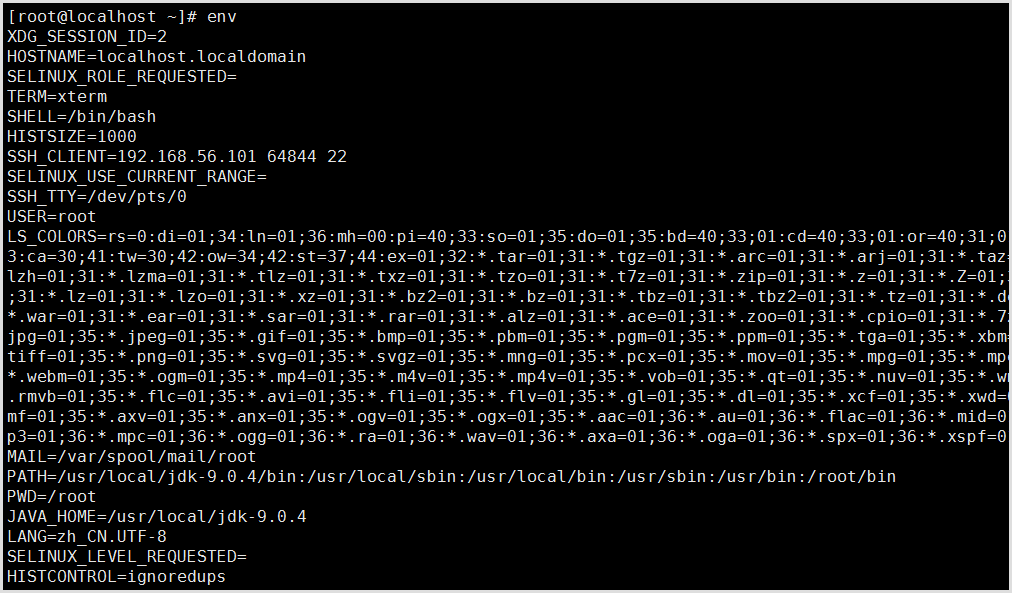 [root@localhost ~]# env
XDG_SESSION_ID=2
HOSTNAME=localhost.localdomain
SELINUX_ROLE_REQUESTED=
TERM=xterm
SHELL=/bin/bash
HISTSIZE=1000
SSH_CLIENT=192.168.56.101 64844 22
SELINUX_USE_CURRENT_RANGE=
SSH_TTY=/dev/pts/0
USER=root
LS_COLORS=rs=0:di=01;34:ln=01;36:mh=00:pi=40;33:so=01;35:do=01;35:bd=40;33;01:cd=40;33;01:or=40;31;0
3:ca=30;41:tw=30;42:ow=34;42:st=37;44:ex=01;32:*.tar=01;31:*.tgz=01;31:*.arc=01;31:*.arj=01;31:*.taz=
lzh=01;31:*.lzma=01;31:*.tlz=01;31:*.txz=01;31:*.tzo=01;31:*.t7z=01;31:*.zip=01;31:*.z=01;31:*.Z=01;
;31:*.lz=01;31:*.lzo=01;31:*.xz=01;31:*.bz2=01;31:*.bz=01;31:*.tbz=01;31:*.tbz2=01;31:*.tz=01;31:*.d
*.war=01;31:*.ear=01;31:*.sar=01;31:*.rar=01;31:*.alz=01;31:*.ace=01;31:*.zoo=01;31:*.cpio=01;31:*.7
jpg=01;35:*.jpeg=01;35:*.gif=01;35:*.bmp=01;35:*.pbm=01;35:*.pgm=01;35:*.ppm=01;35:*.tga=01;35:*.xbm=
tiff=01;35:*.png=01;35:*.svg=01;35:*.svgz=01;35:*.mng=01;35:*.pcx=01;35:*.mov=01;35:*.mpg=01;35:*.mp
*.webm=01;35:*.ogm=01;35:*.mp4=01;35:*.m4v=01;35:*.mp4v=01;35:*.vob=01;35:*.qt=01;35:*.nuv=01;35:*.w
.rmvb=01;35:*.flc=01;35:*.avi=01;35:*.fli=01;35:*.flv=01;35:*.gl=01;35:*.dl=01;35:*.xcf=01;35:*.xwd=
mf=01;35:*.axv=01;35:*.anx=01;35:*.ogv=01;35:*.ogx=01;35:*.aac=01;36:*.au=01;36:*.flac=01;36:*.mid=0
p3=01;36:*.mpc=01;36:*.ogg=01;36:*.ra=01;36:*.wav=01;36:*.axa=01;36:*.oga=01;36:*.spx=01;36:*.xspf=0
MAIL=/var/spool/mail/root
PATH=/usr/local/jdk-9.0.4/bin:/usr/local/sbin:/usr/local/bin:/usr/sbin:/usr/bin:/root/bin
PWD=/root
JAVA_HOME=/usr/local/jdk-9.0.4
LANG=zh_CN.UTF-8
SELINUX_LEVEL_REQUESTED=
HISTCONTROL=ignoredups